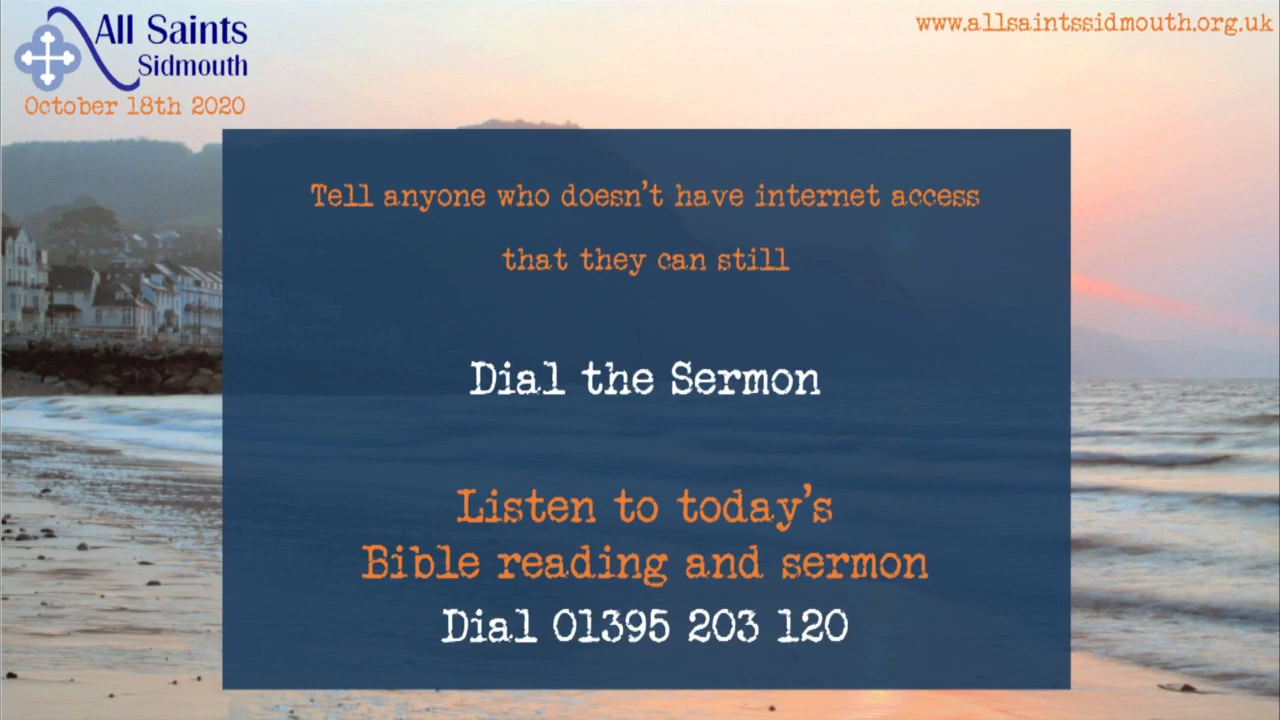 All Saints
Sidmouth
October 18th 2020
www.allsaintssidmouth.org.uk
Tell anyone who doesn't have internet access
that they can still
Dial the Sermon
Listen to today's
Bible reading and sermon
Dial 01395 203 120